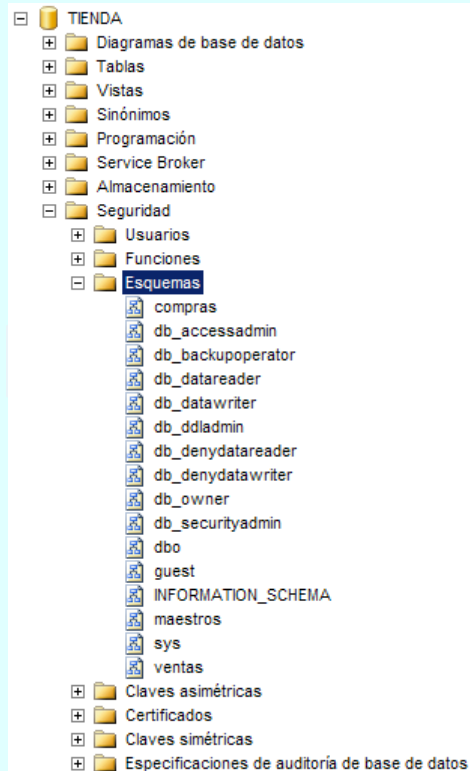 TIENDA
Diagramas de base de datos
Tablas
Vistas
Sinónimos
Programación
Service Broker
Almacenamiento
Seguridad
Usuarios
Funciones
Esquemas
compras
db_accessadmin
db_backupoperator
db_datareader
db_datawriter
db_ddladmin
db_denydatareader
db_denydatawriter
db_owner
db_securityadmin
dbo
guest
INFORMATION_SCHEMA
maestros
sys
ventas
Claves asimétricas
Certificados
Claves simétricas
Especificaciones de auditoría de base de datos